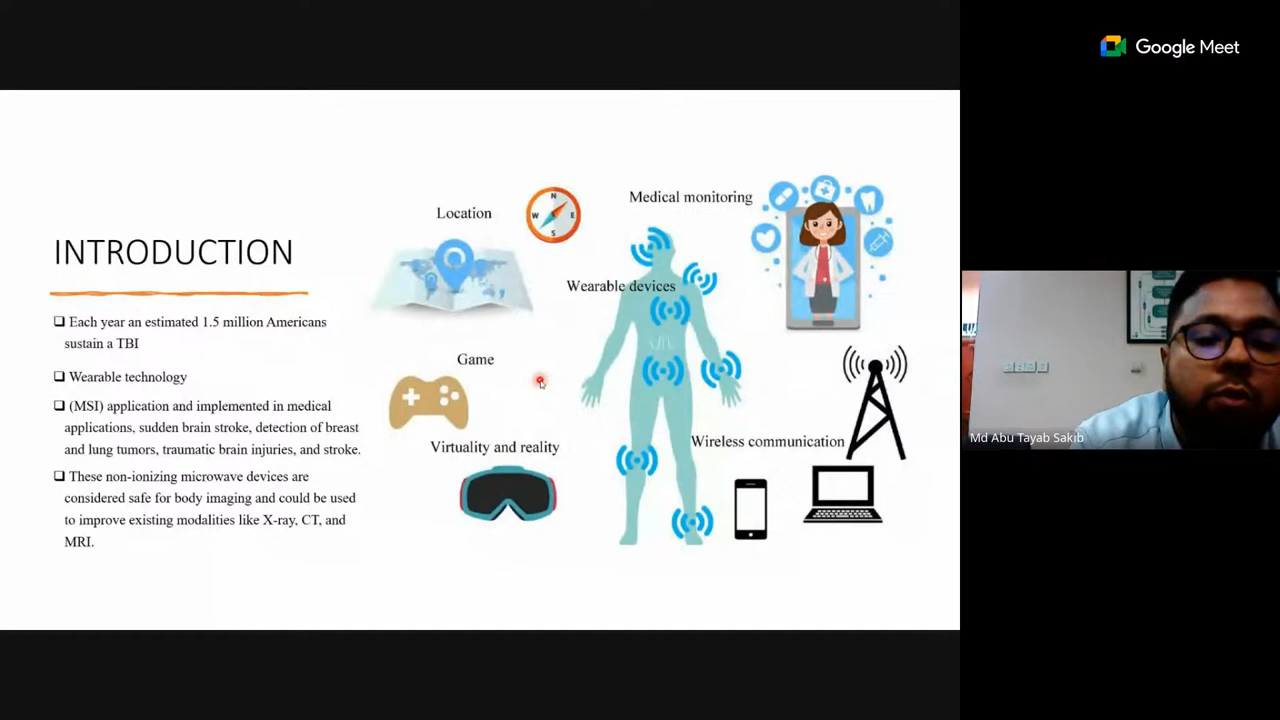 Google Meet
Location
Medical monitoring
INTRODUCTION
Wearable devices
Each year an estimated 1.5 million Americans
sustain a TBI
Wearable technology
(MSI) application and implemented in medical
applications, sudden brain stroke, detection of breast
and lung tumors, traumatic brain injuries, and stroke.
These non-ionizing microwave devices are
considered safe for body imaging and could be used
to improve existing modalities like X-ray, CT, and
MRI.
Game
Virtuality and reality
Wireless communication
N
W E
S
Md Abu Tayab Sakib